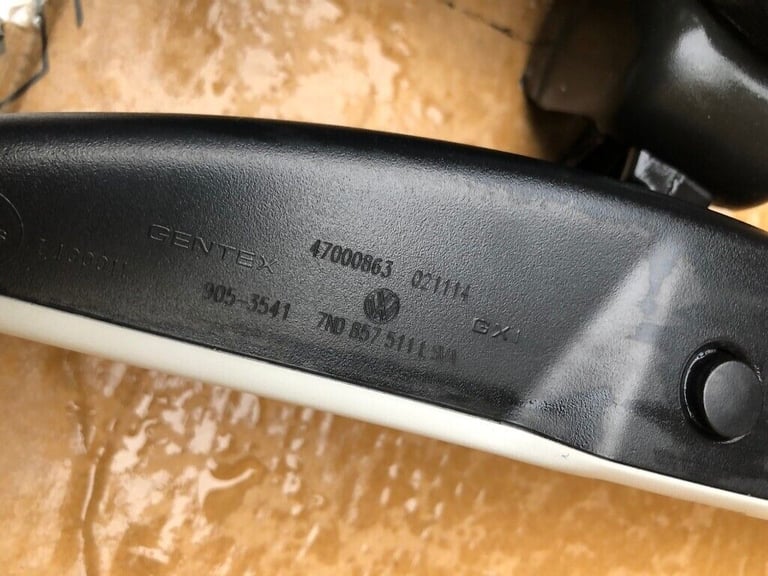 GENTEX 47000863 021114
905-3541 7N0 857 511 L
GX1